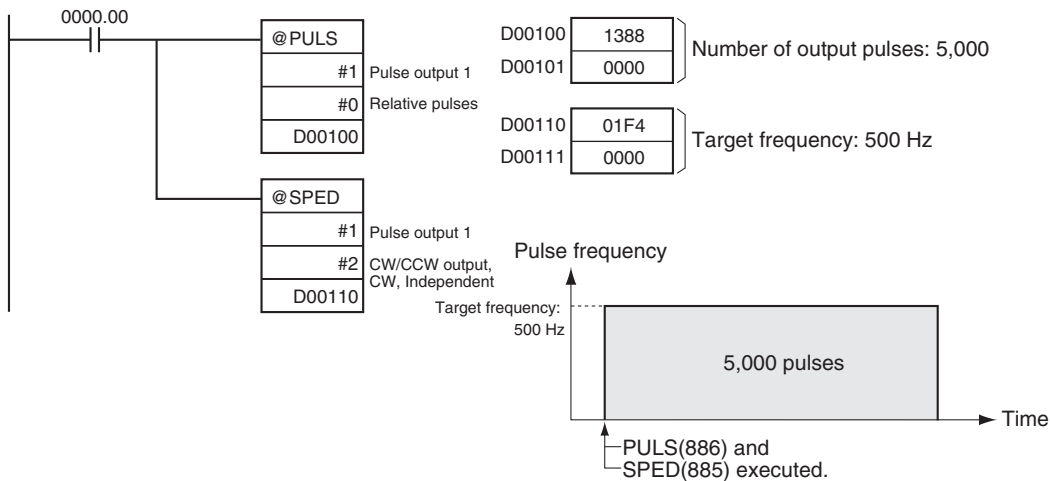 0000.00
@PULS
#1 Pulse output 1
#0 Relative pulses
D00100
D00100 1388
D00101 0000
Number of output pulses: 5,000
D00110 01F4
D00111 0000
Target frequency: 500 Hz
@SPED
#1 Pulse output 1
#2 CW/CCW output,
CW, Independent
D00110
Pulse frequency
Target frequency:
500 Hz
5,000 pulses
Time
PULS(886) and
SPED(885) executed.